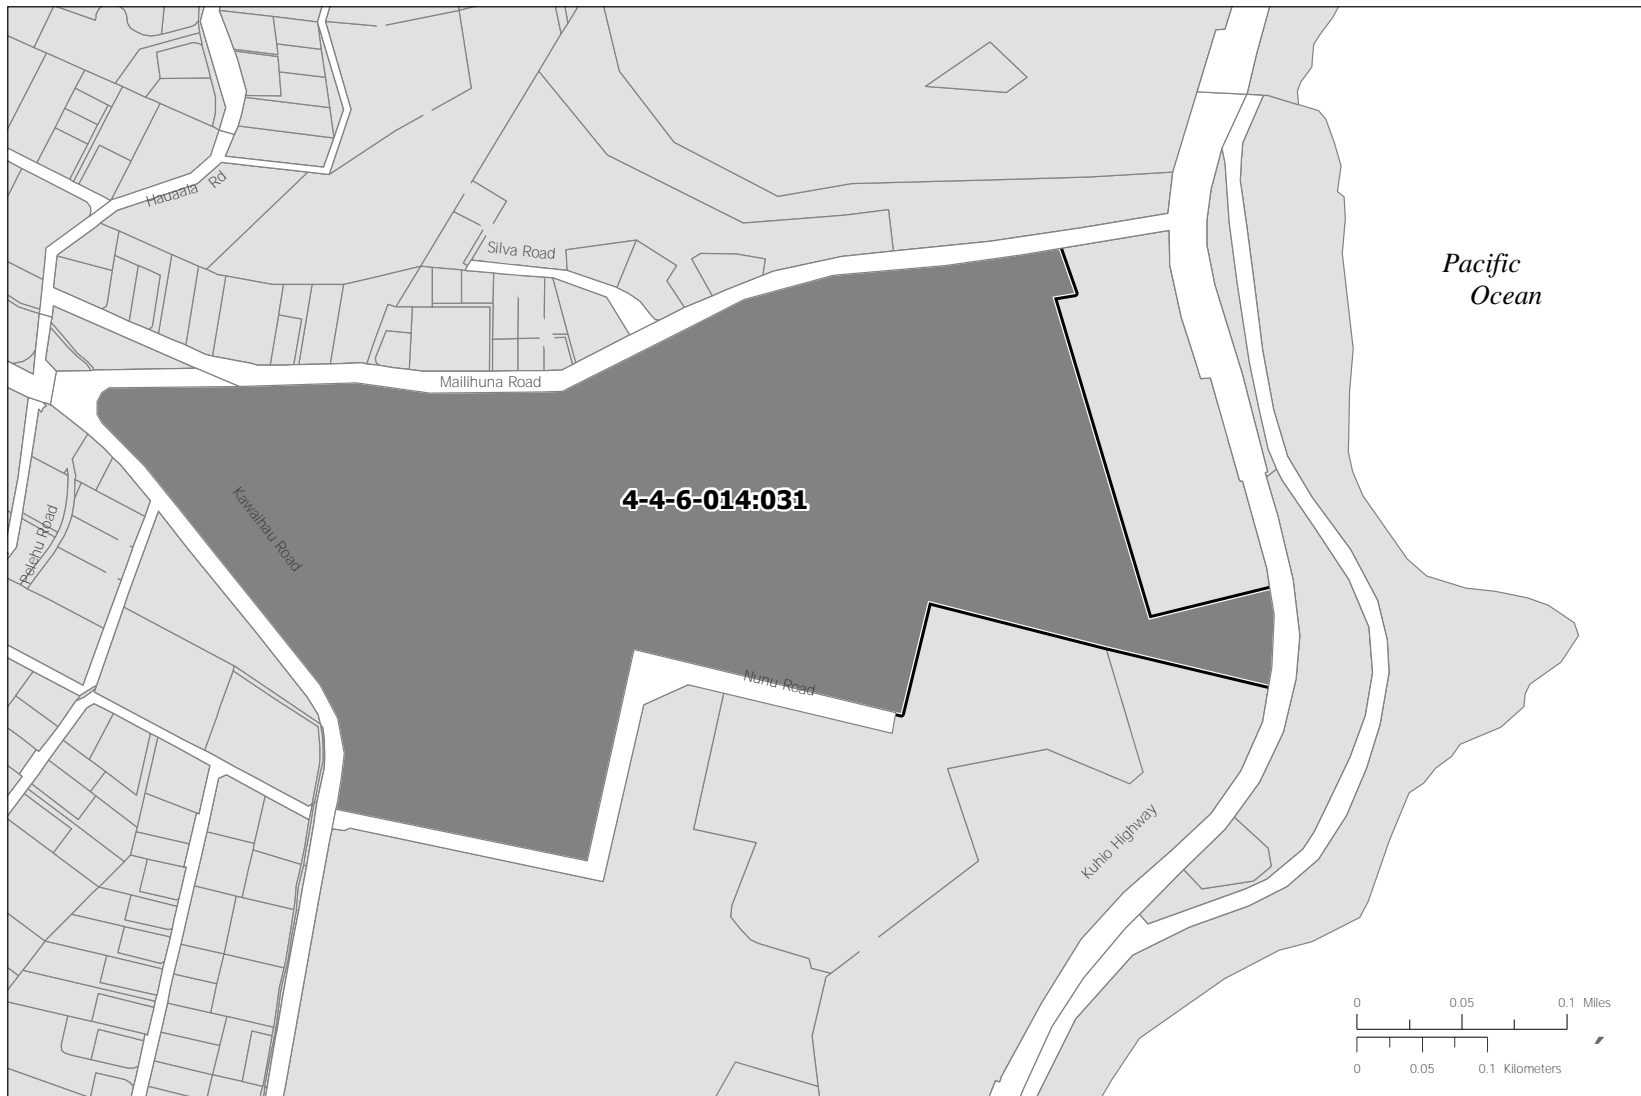 Hauaala Rd
Silva Road
Pacific
Ocean
Mailihuna Road
4-4-6-014:031
Kawaihau Road
Pelehu Road
Nunu Road
Kuhio Highway
0 0.05 0.1 Miles
0 0.05 0.1 Kilometers